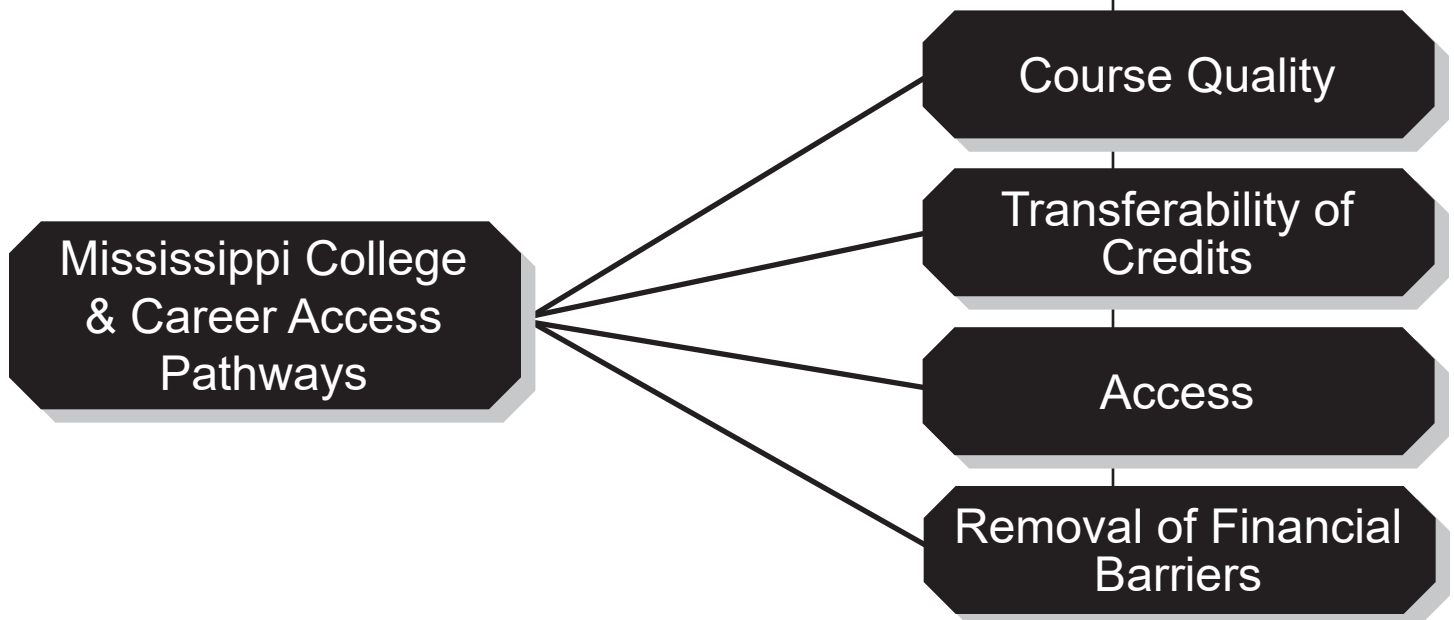 Course Quality
Transferability of
Credits
Mississippi College
& Career Access
Pathways
Access
Removal of Financial
Barriers